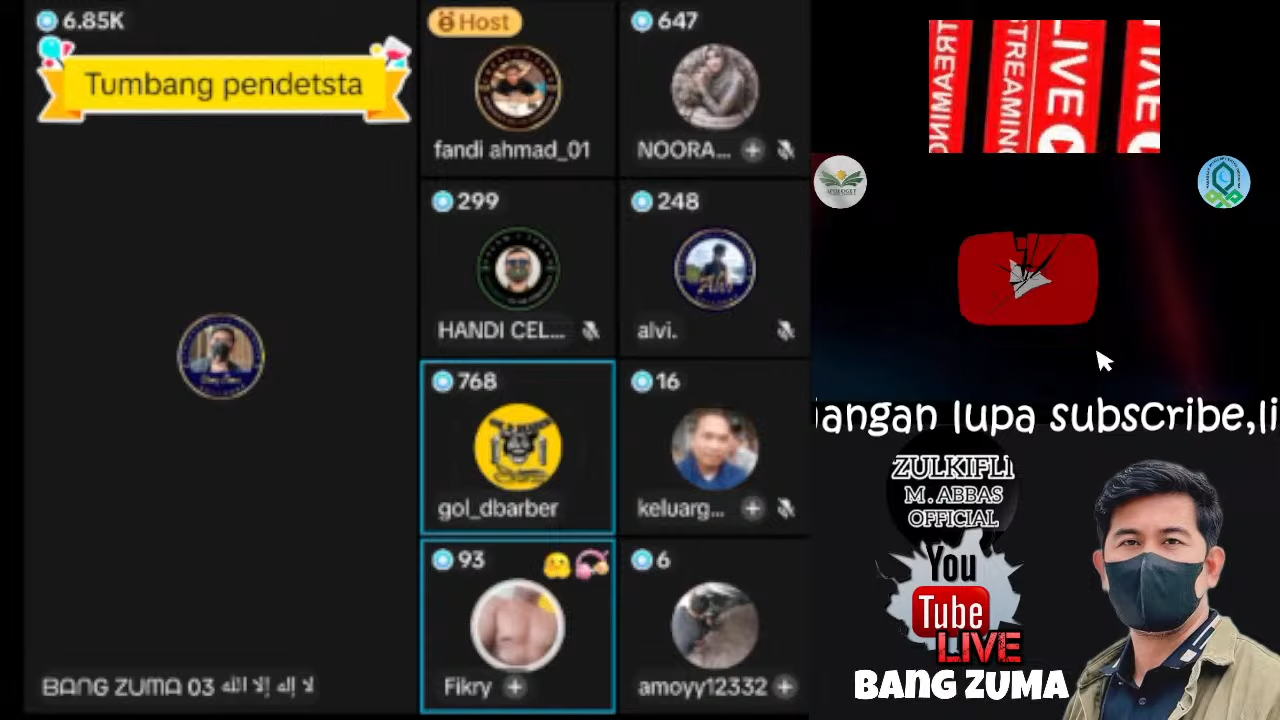 6.85K
Tumbang pendetsta
BANG ZUMA 03 لا إله إلا الله
Host
fandi ahmad_01
647
NOORA...
299
HANDI CEL...
248
alvi.
768
gol_dbarber
16
keluarg...
93
Fikry
6
amoyy12332
STREAMING
LIVE
jangan lupa subscribe,li
ZULKIFLI
M.ABBAS
OFFICIAL
You
Tube
LIVE
BANG ZUMA